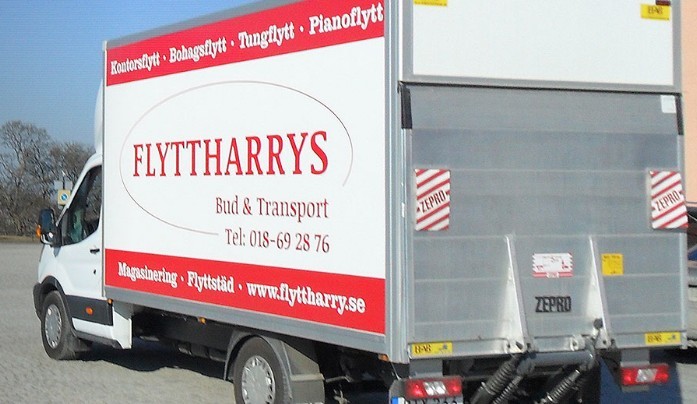 Kontorsflytt · Bohagsflytt · Tungflytt · Pianoflytt
FLYTTHARRYS
Bud & Transport
Tel: 018-69 28 76
Magasinering · Flyttstäd · www.flyttharry.se
ZEPRO
ZEPRO
ZEPRO